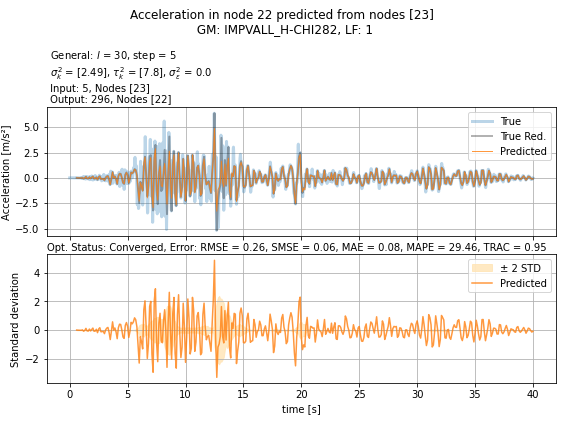 Acceleration in node 22 predicted from nodes [23]
GM: IMPVALL_H-CHI282, LF: 1
General: l = 30, step = 5
σ²ₖ = [2.49], τ²ₖ = [7.8], σ²ε = 0.0
Input: 5, Nodes [23]
Output: 296, Nodes [22]
Acceleration [m/s²]
5.0
2.5
0.0
−2.5
−5.0
True
True Red.
Predicted
Opt. Status: Converged, Error: RMSE = 0.26, SMSE = 0.06, MAE = 0.08, MAPE = 29.46, TRAC = 0.95
Standard deviation
4
2
0
−2
± 2 STD
Predicted
0 5 10 15 20 25 30 35 40
time [s]